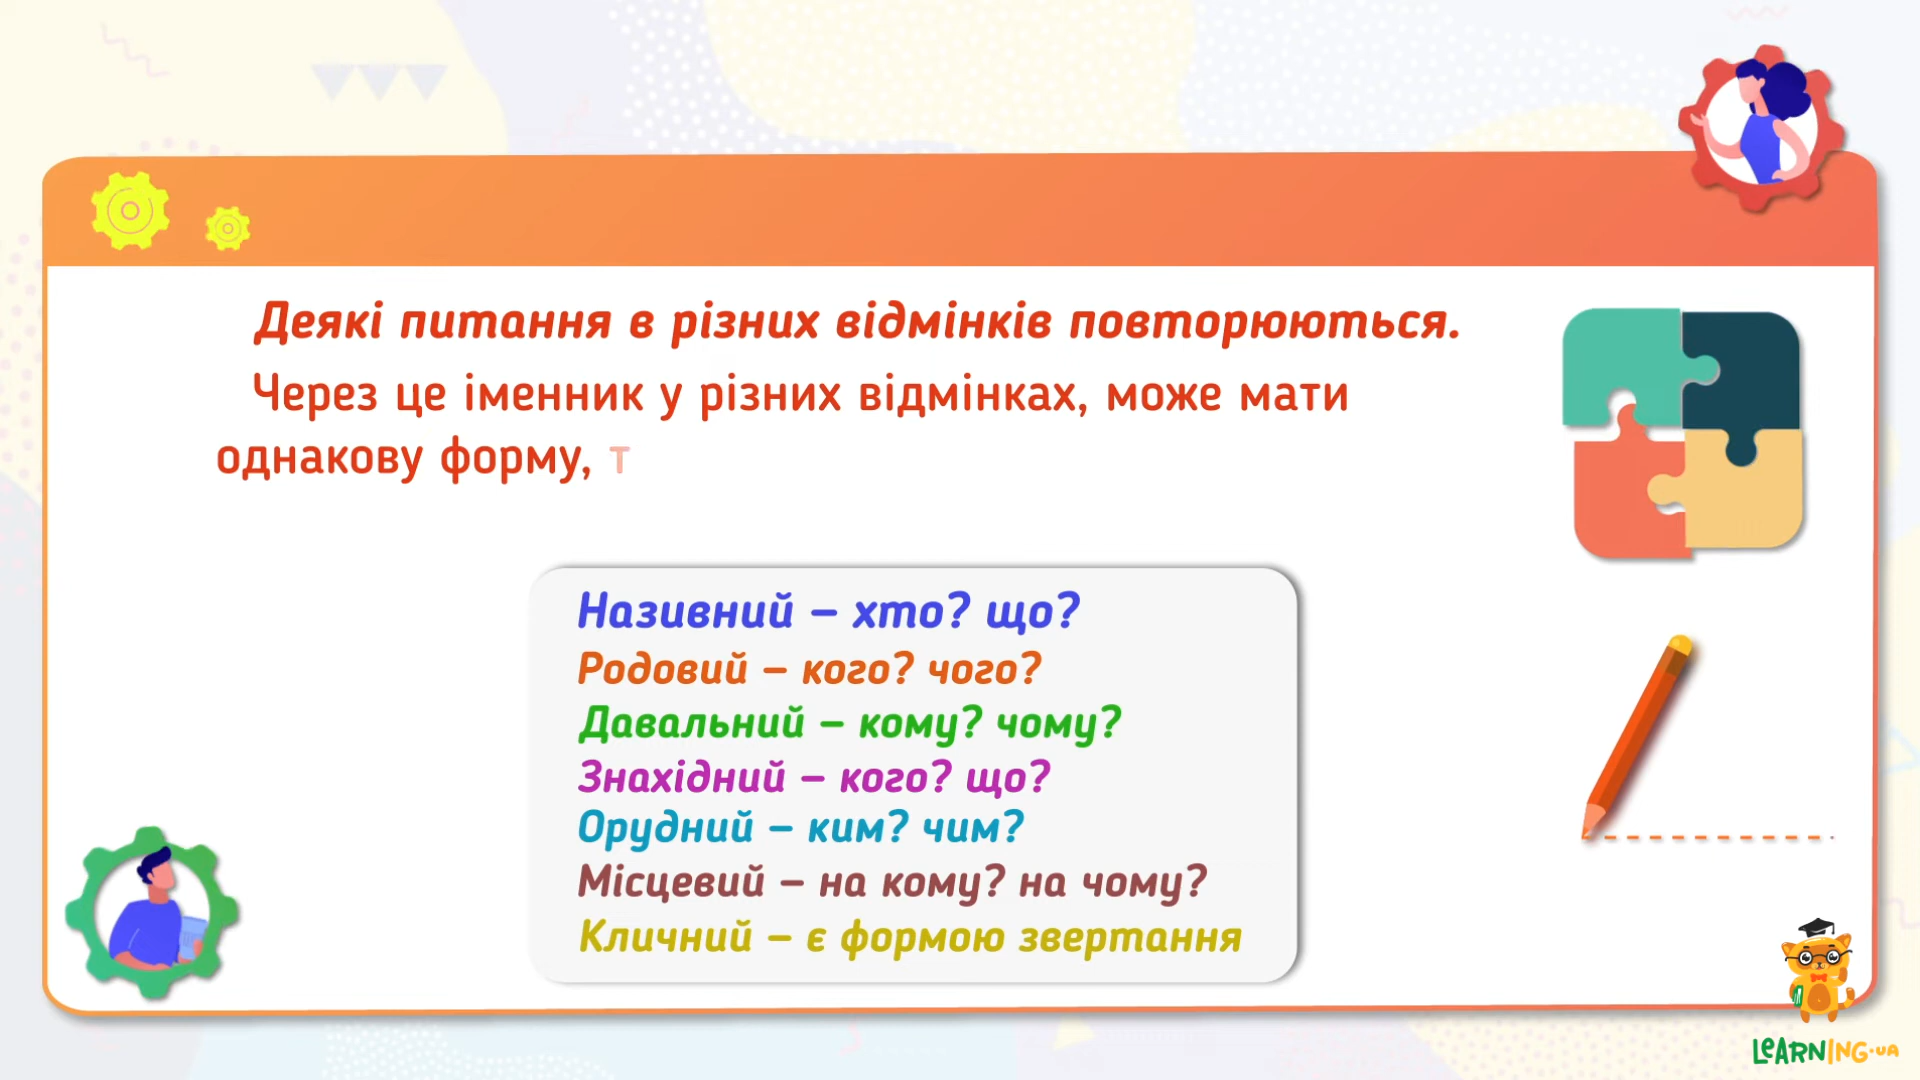 Деякі питання в різних відмінків повторюються.
Через це іменник у різних відмінках, може мати
однакову форму, т
Називний – хто? що?
Родовий – кого? чого?
Давальний – кому? чому?
Знахідний – кого? що?
Орудний – ким? чим?
Місцевий – на кому? на чому?
Кличний – є формою звертання
LEARNING.UA